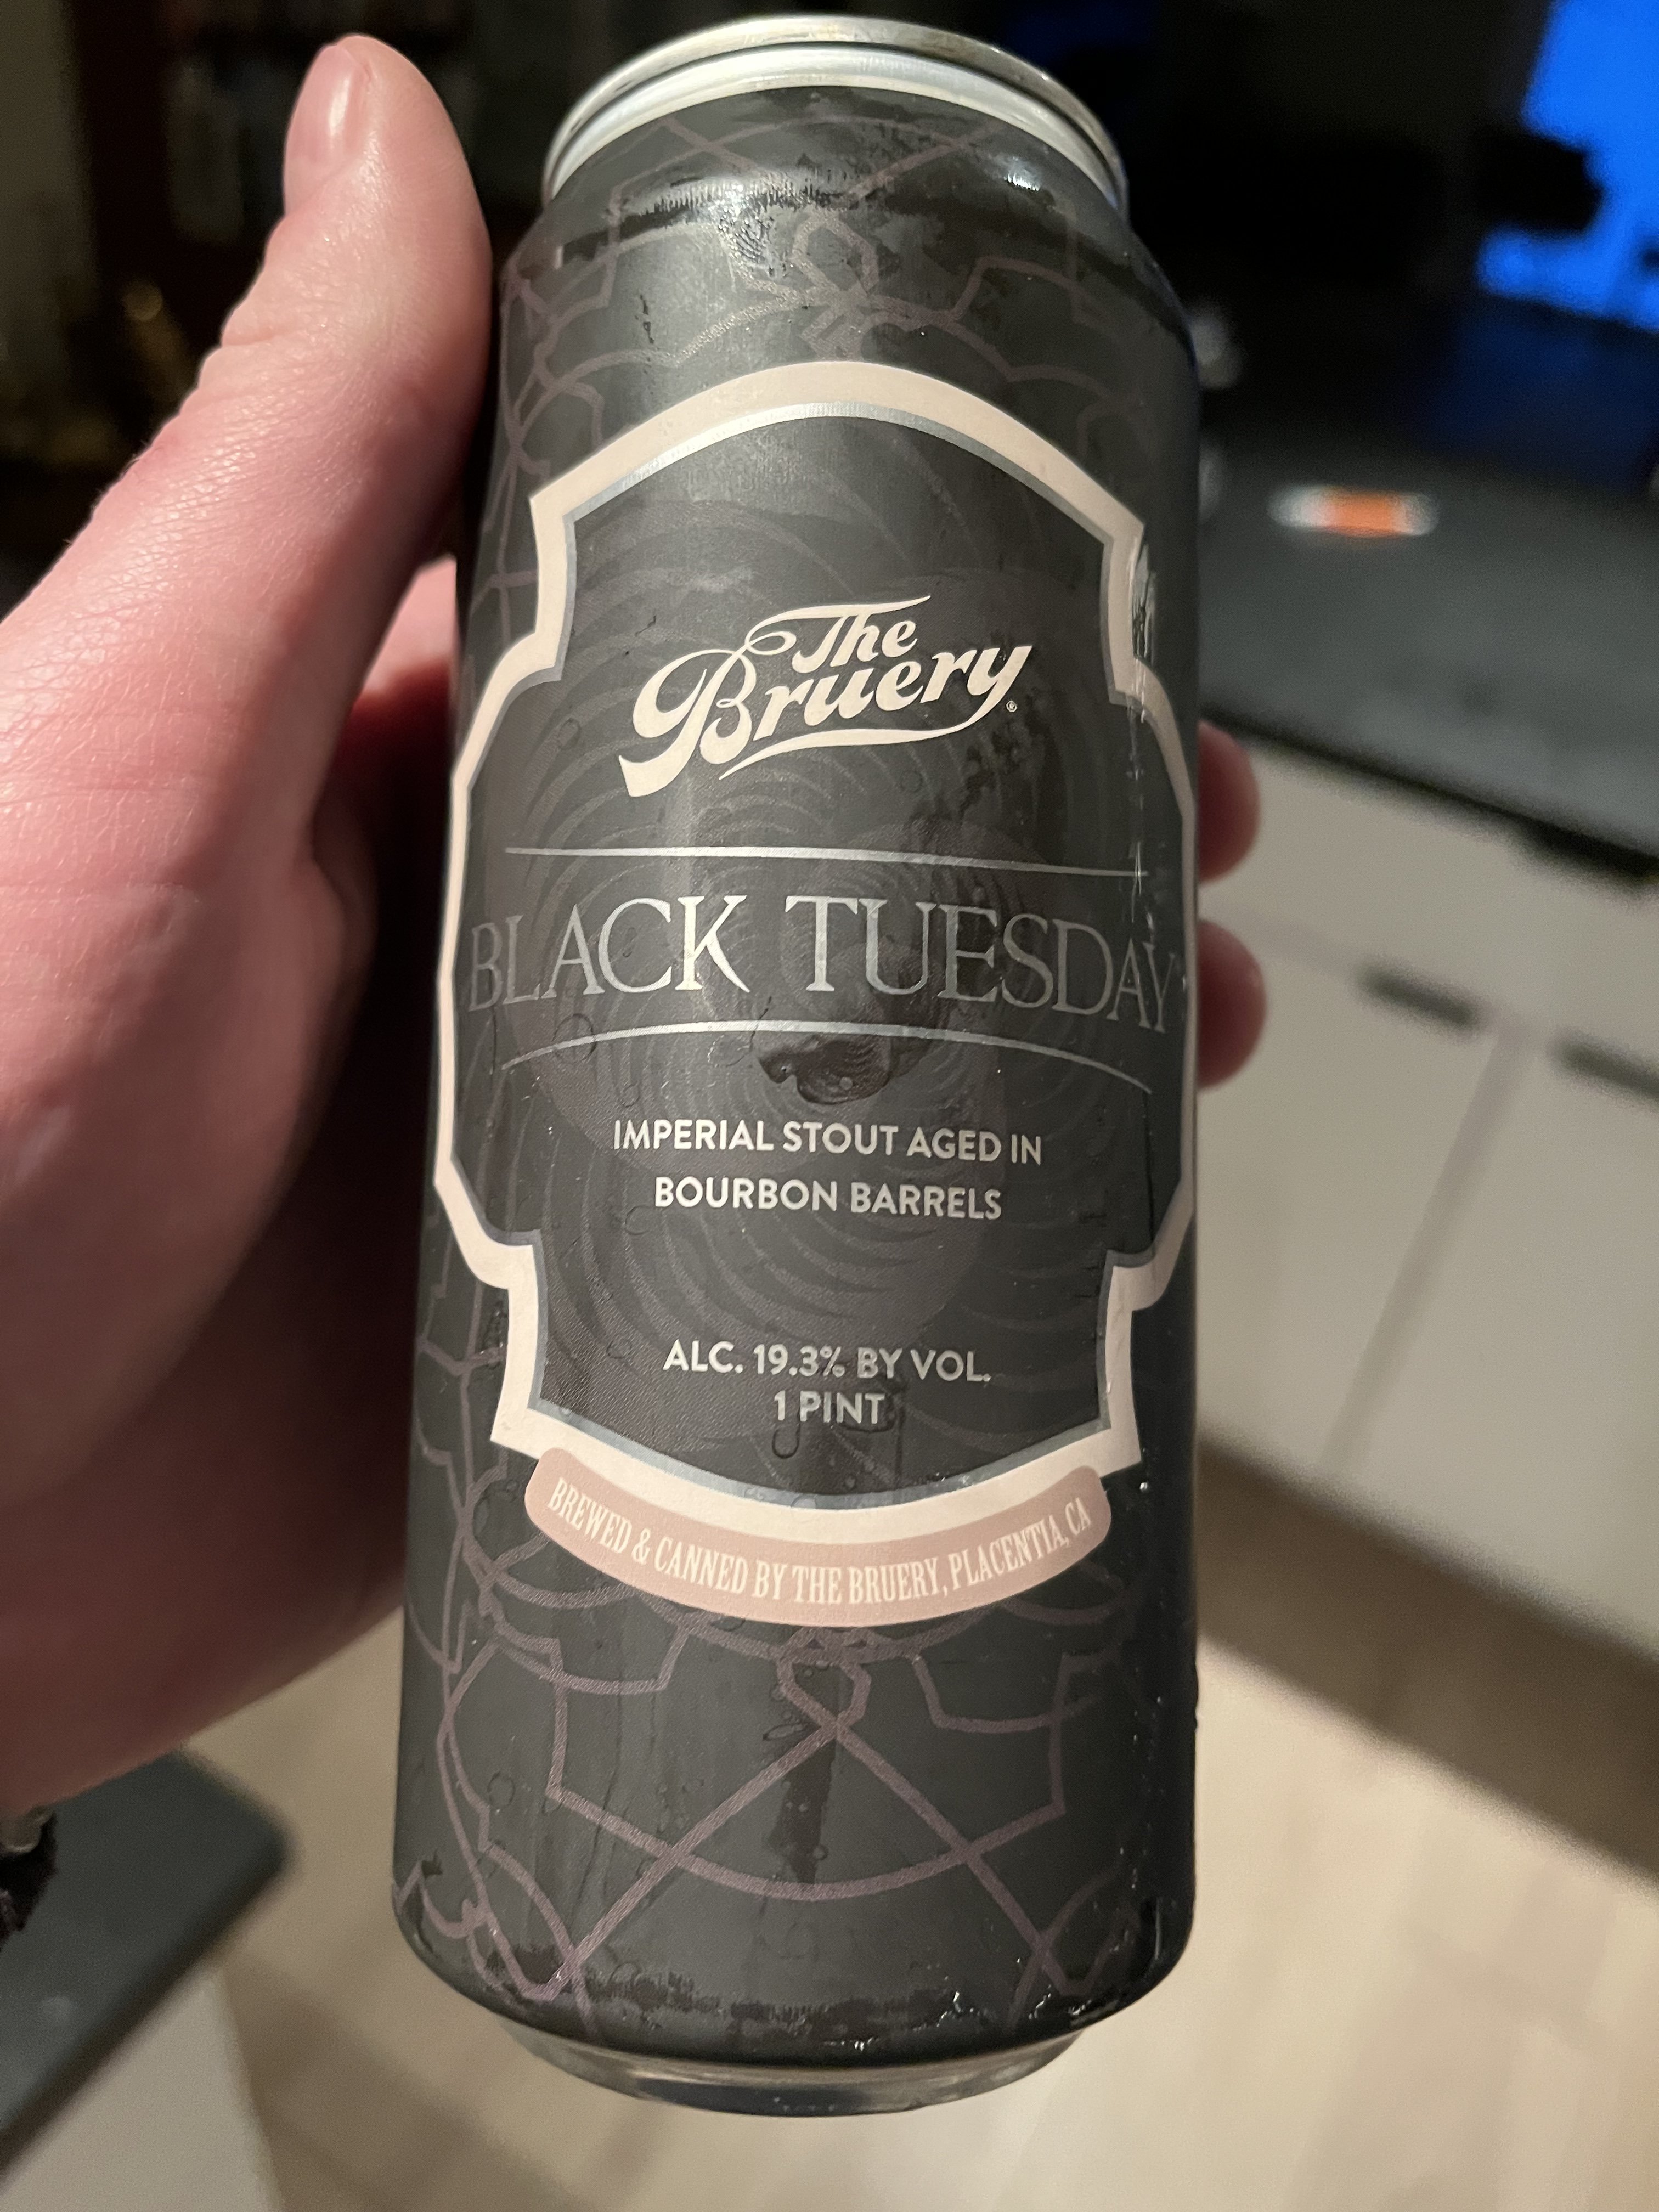 The
Bruery®
BLACK TUESDAY
IMPERIAL STOUT AGED IN
BOURBON BARRELS
ALC. 19.3% BY VOL.
1 PINT
BREWED & CANNED BY THE BRUERY, PLACENTIA, CA